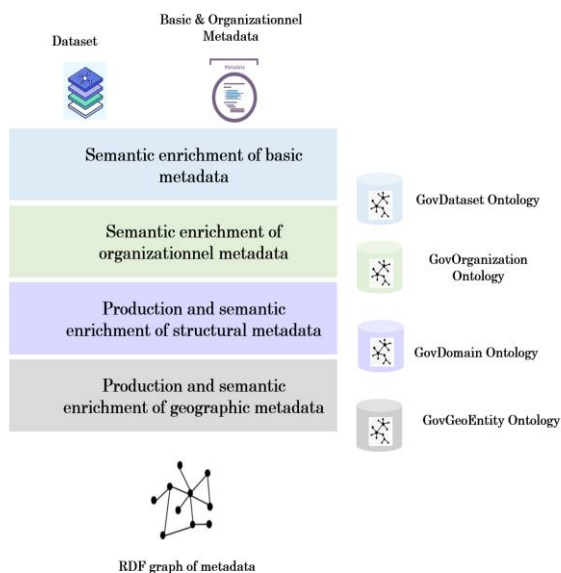 Basic & Organizationnel
Metadata
Dataset
Metadata
Semantic enrichment of basic
metadata
GovDataset Ontology
Semantic enrichment of
organizationnel metadata
GovOrganization
Ontology
Production and semantic
enrichment of structural metadata
GovDomain Ontology
Production and semantic
enrichment of geographic metadata
GovGeoEntity Ontology
RDF graph of metadata